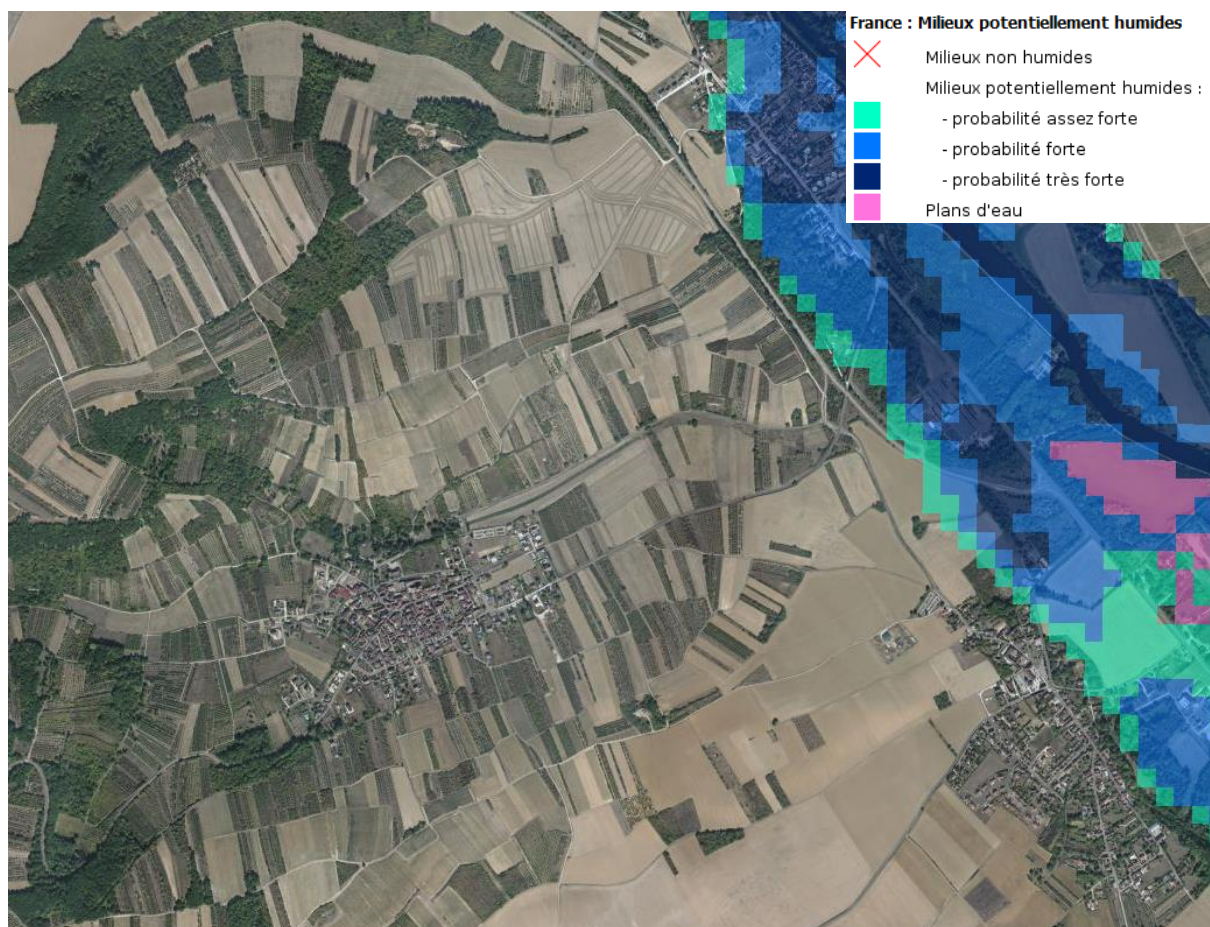 France : Milieux potentiellement humides
Milieux non humides
Milieux potentiellement humides :
- probabilité assez forte
- probabilité forte
- probabilité très forte
Plans d'eau